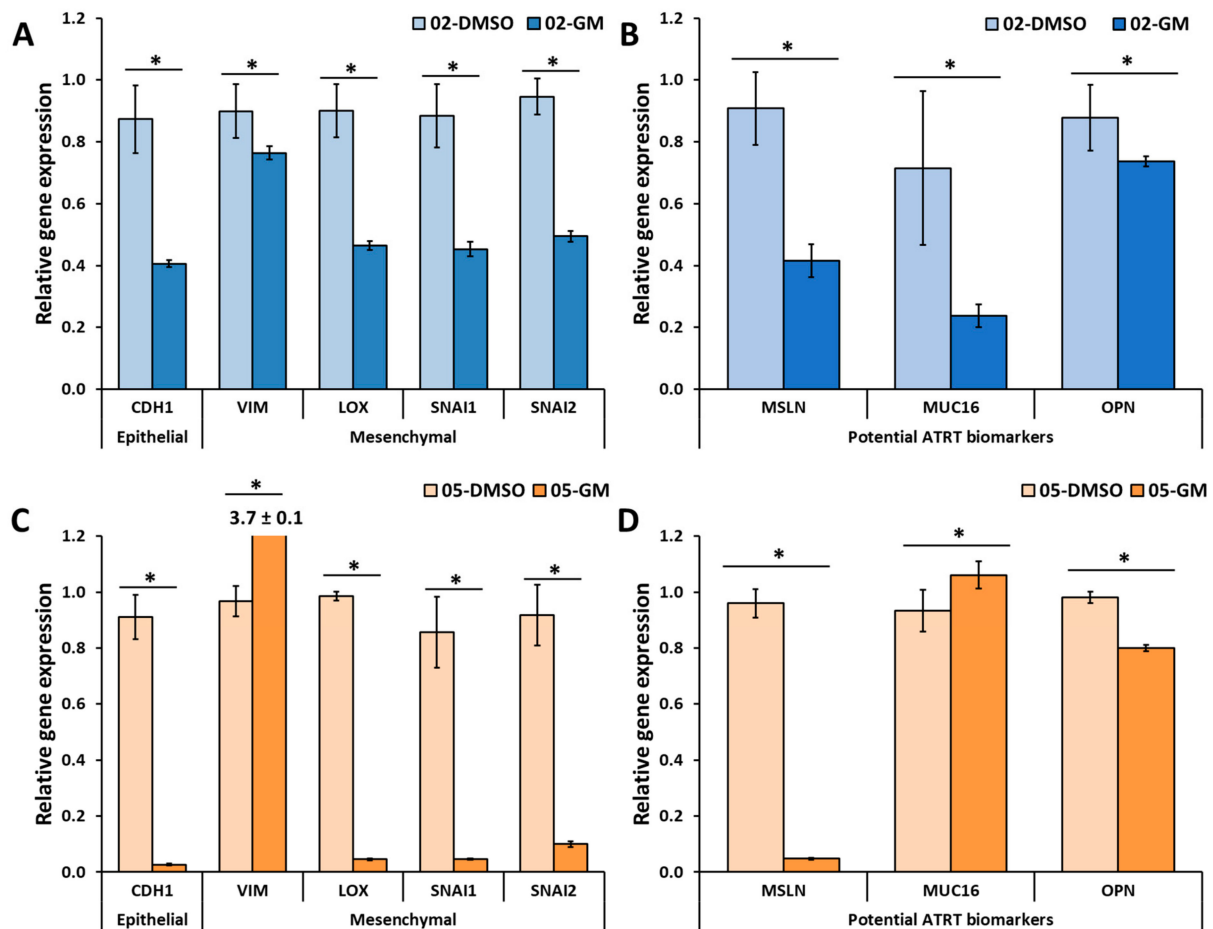 A
02-DMSO 02-GM
Relative gene expression
1.2
1.0
0.8
0.6
0.4
0.2
0.0
* * * * *
CDH1 VIM LOX SNAI1 SNAI2
Epithelial Mesenchymal
B
02-DMSO 02-GM
Relative gene expression
1.2
1.0
0.8
0.6
0.4
0.2
0.0
* * *
MSLN MUC16 OPN
Potential ATRT biomarkers
C
05-DMSO 05-GM
Relative gene expression
1.2
1.0
0.8
0.6
0.4
0.2
0.0
* * * * *
3.7 ± 0.1
CDH1 VIM LOX SNAI1 SNAI2
Epithelial Mesenchymal
D
05-DMSO 05-GM
Relative gene expression
1.2
1.0
0.8
0.6
0.4
0.2
0.0
* * *
MSLN MUC16 OPN
Potential ATRT biomarkers